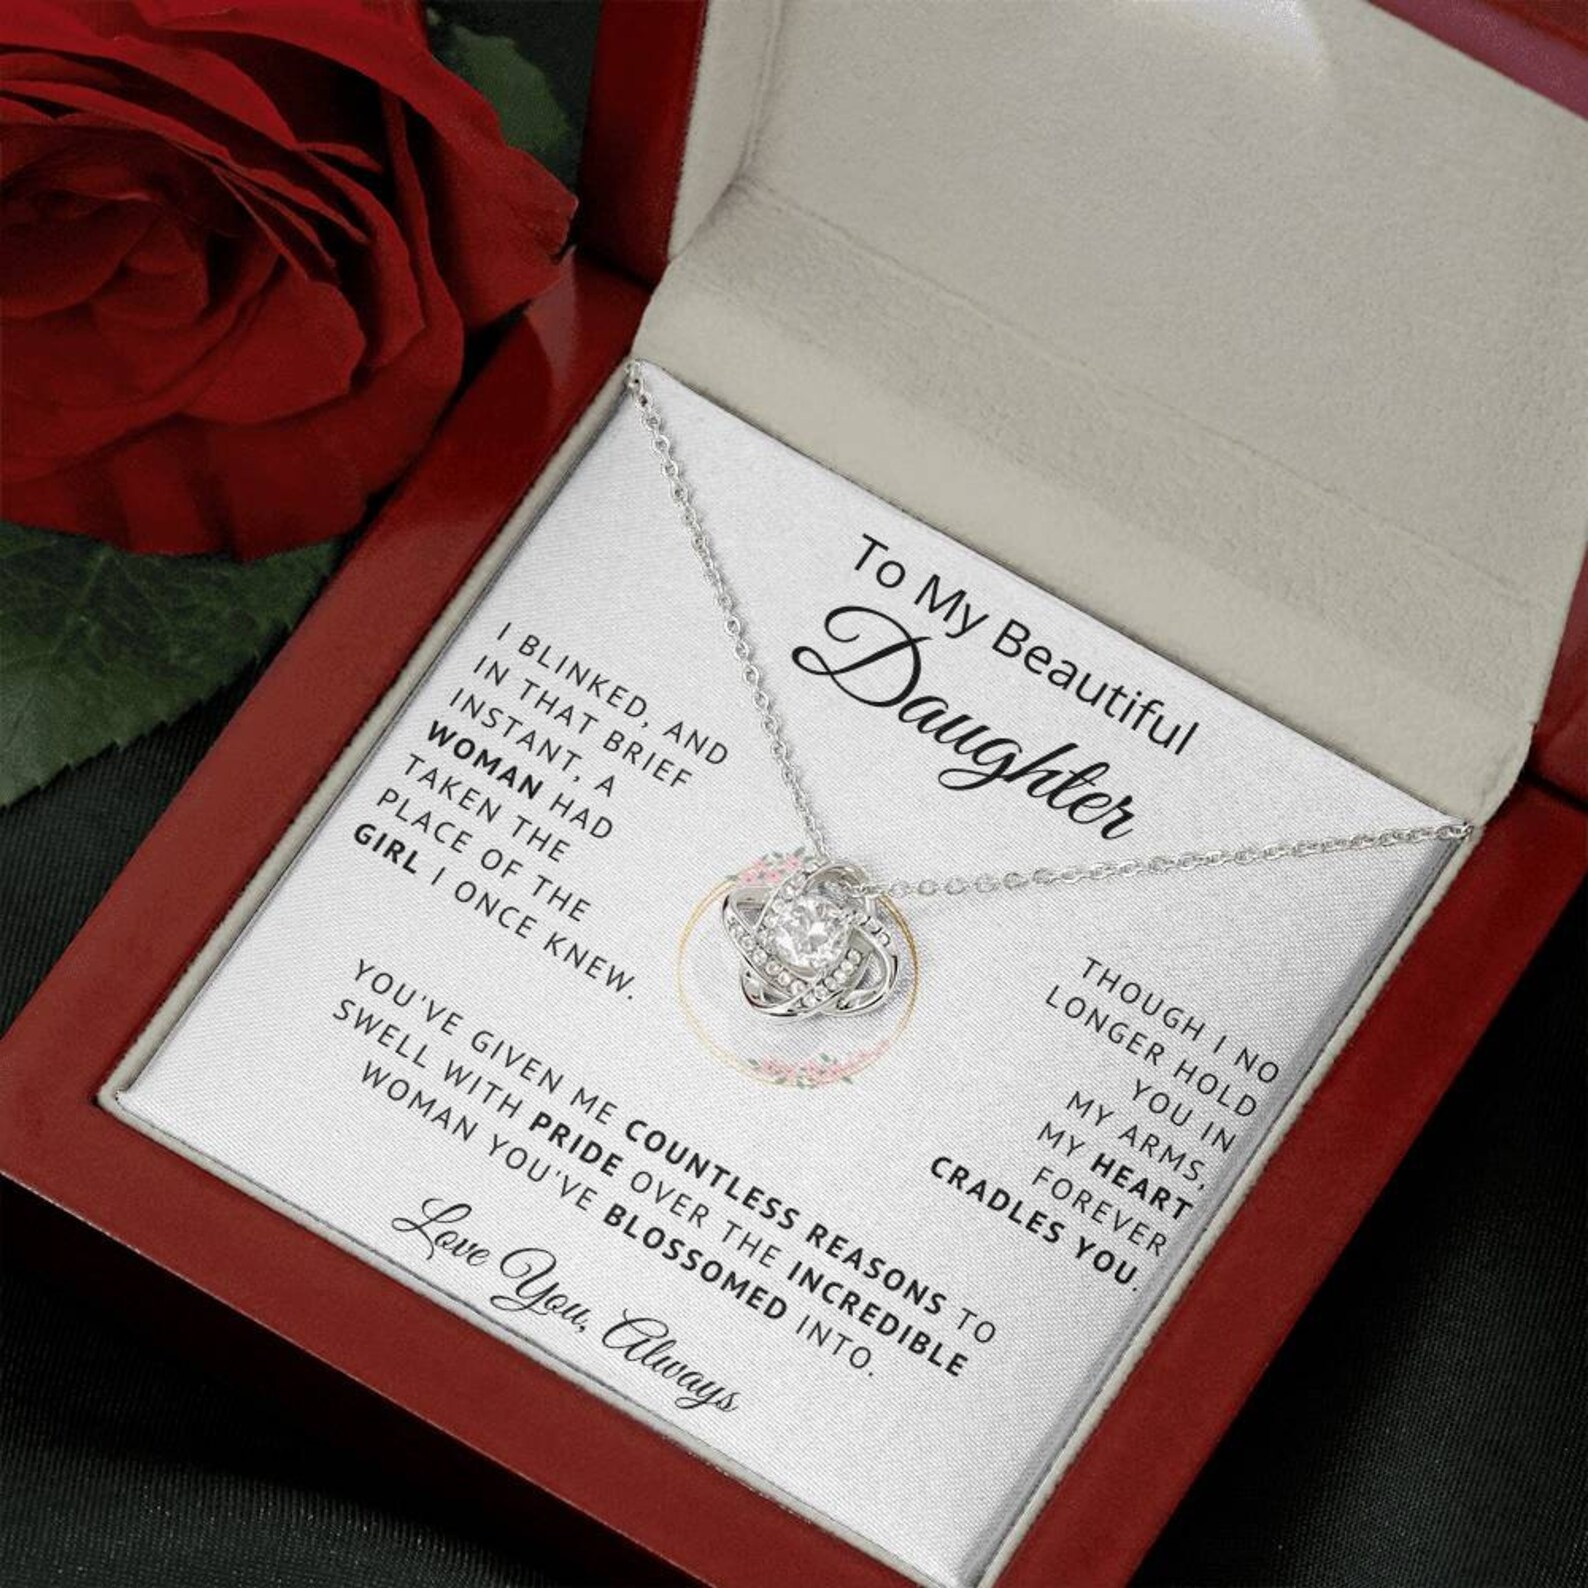 To My Beautiful
Daughter
I BLINKED, AND
IN THAT BRIEF
INSTANT, A
WOMAN HAD
TAKEN THE
PLACE OF THE
GIRL I ONCE KNEW.
THOUGH I NO
LONGER HOLD
YOU IN
MY ARMS,
MY HEART
FOREVER
CRADLES YOU.
YOU'VE GIVEN ME COUNTLESS REASONS TO
SWELL WITH PRIDE OVER THE INCREDIBLE
WOMAN YOU'VE BLOSSOMED INTO.
Love You, Always